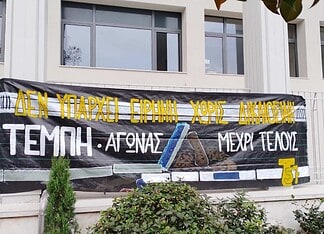 ΔΕΝ ΥΠΑΡΧΕΙ ΕΙΡΗΝΗ ΧΩΡΙΣ ΔΙΚΑΙΟΣΥΝΗ
ΤΕΜΠΗ · ΑΓΩΝΑΣ ΜΕΧΡΙ ΤΕΛΟΥΣ